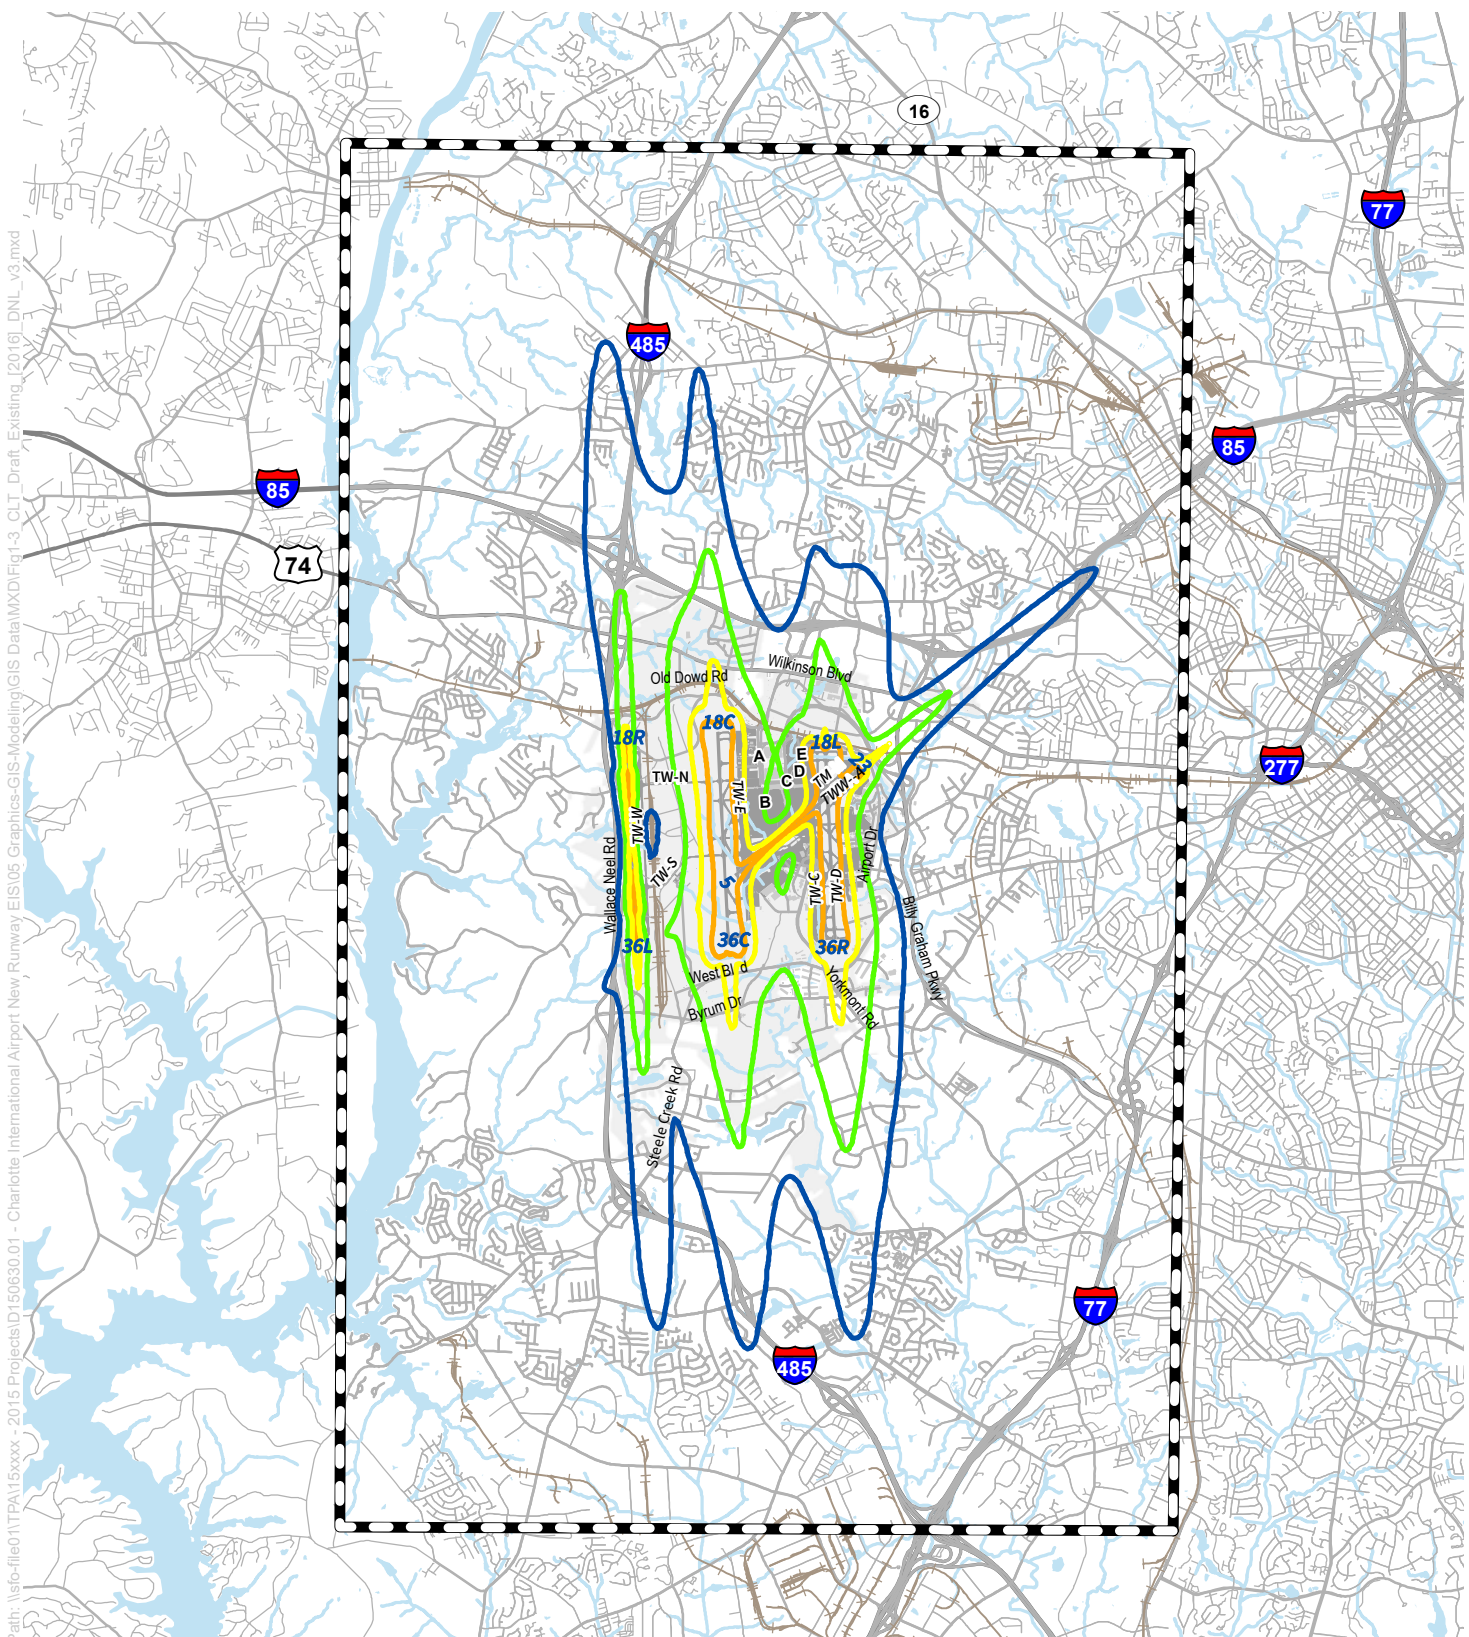 16
77
485
85
85
74
Wilkinson Blvd
Old Dowd Rd
18C
18R
18L
23
A
E
D
C
B
TM
TWW--A
TW-N
TW-E
TW-W
TW-S
Wallace Neel Rd
Airport Dr
5
TW-C
TW-D
277
36L
36C
36R
Billy Graham Pkwy
West Blvd
Byrum Dr
Yorkmont Rd
Steele Creek Rd
77
485
Path: \\sfo-file01\TPA\115xxxx - 2015 Projects\D150630.01 - Charlotte International Airport New Runway EIS\05 Graphics-GIS-Modeling\GIS Data\MXD\Fig1-3_CLT_Draft Existing_[2016]_DNL_v3.mxd